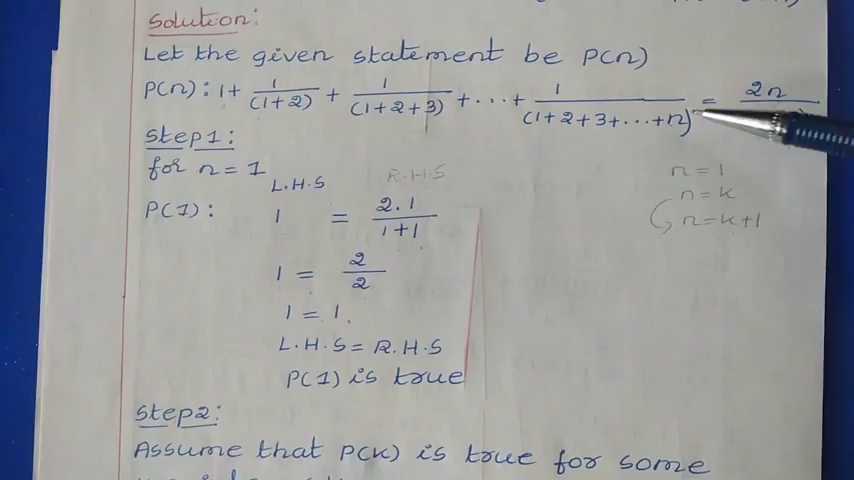 Solution:
Let the given statement be P(n)
P(n) : 1 + 1/(1+2) + 1/(1+2+3) + ... + 1/(1+2+3+...+n) = 2n
Step1:
for n = 1
L.H.S R.H.S
n = 1
n = k
n = k+1
P(1) : 1 = 2.1/1+1
1 = 2/2
1 = 1.
L.H.S = R.H.S
P(1) is true
Step2:
Assume that P(k) is true for some